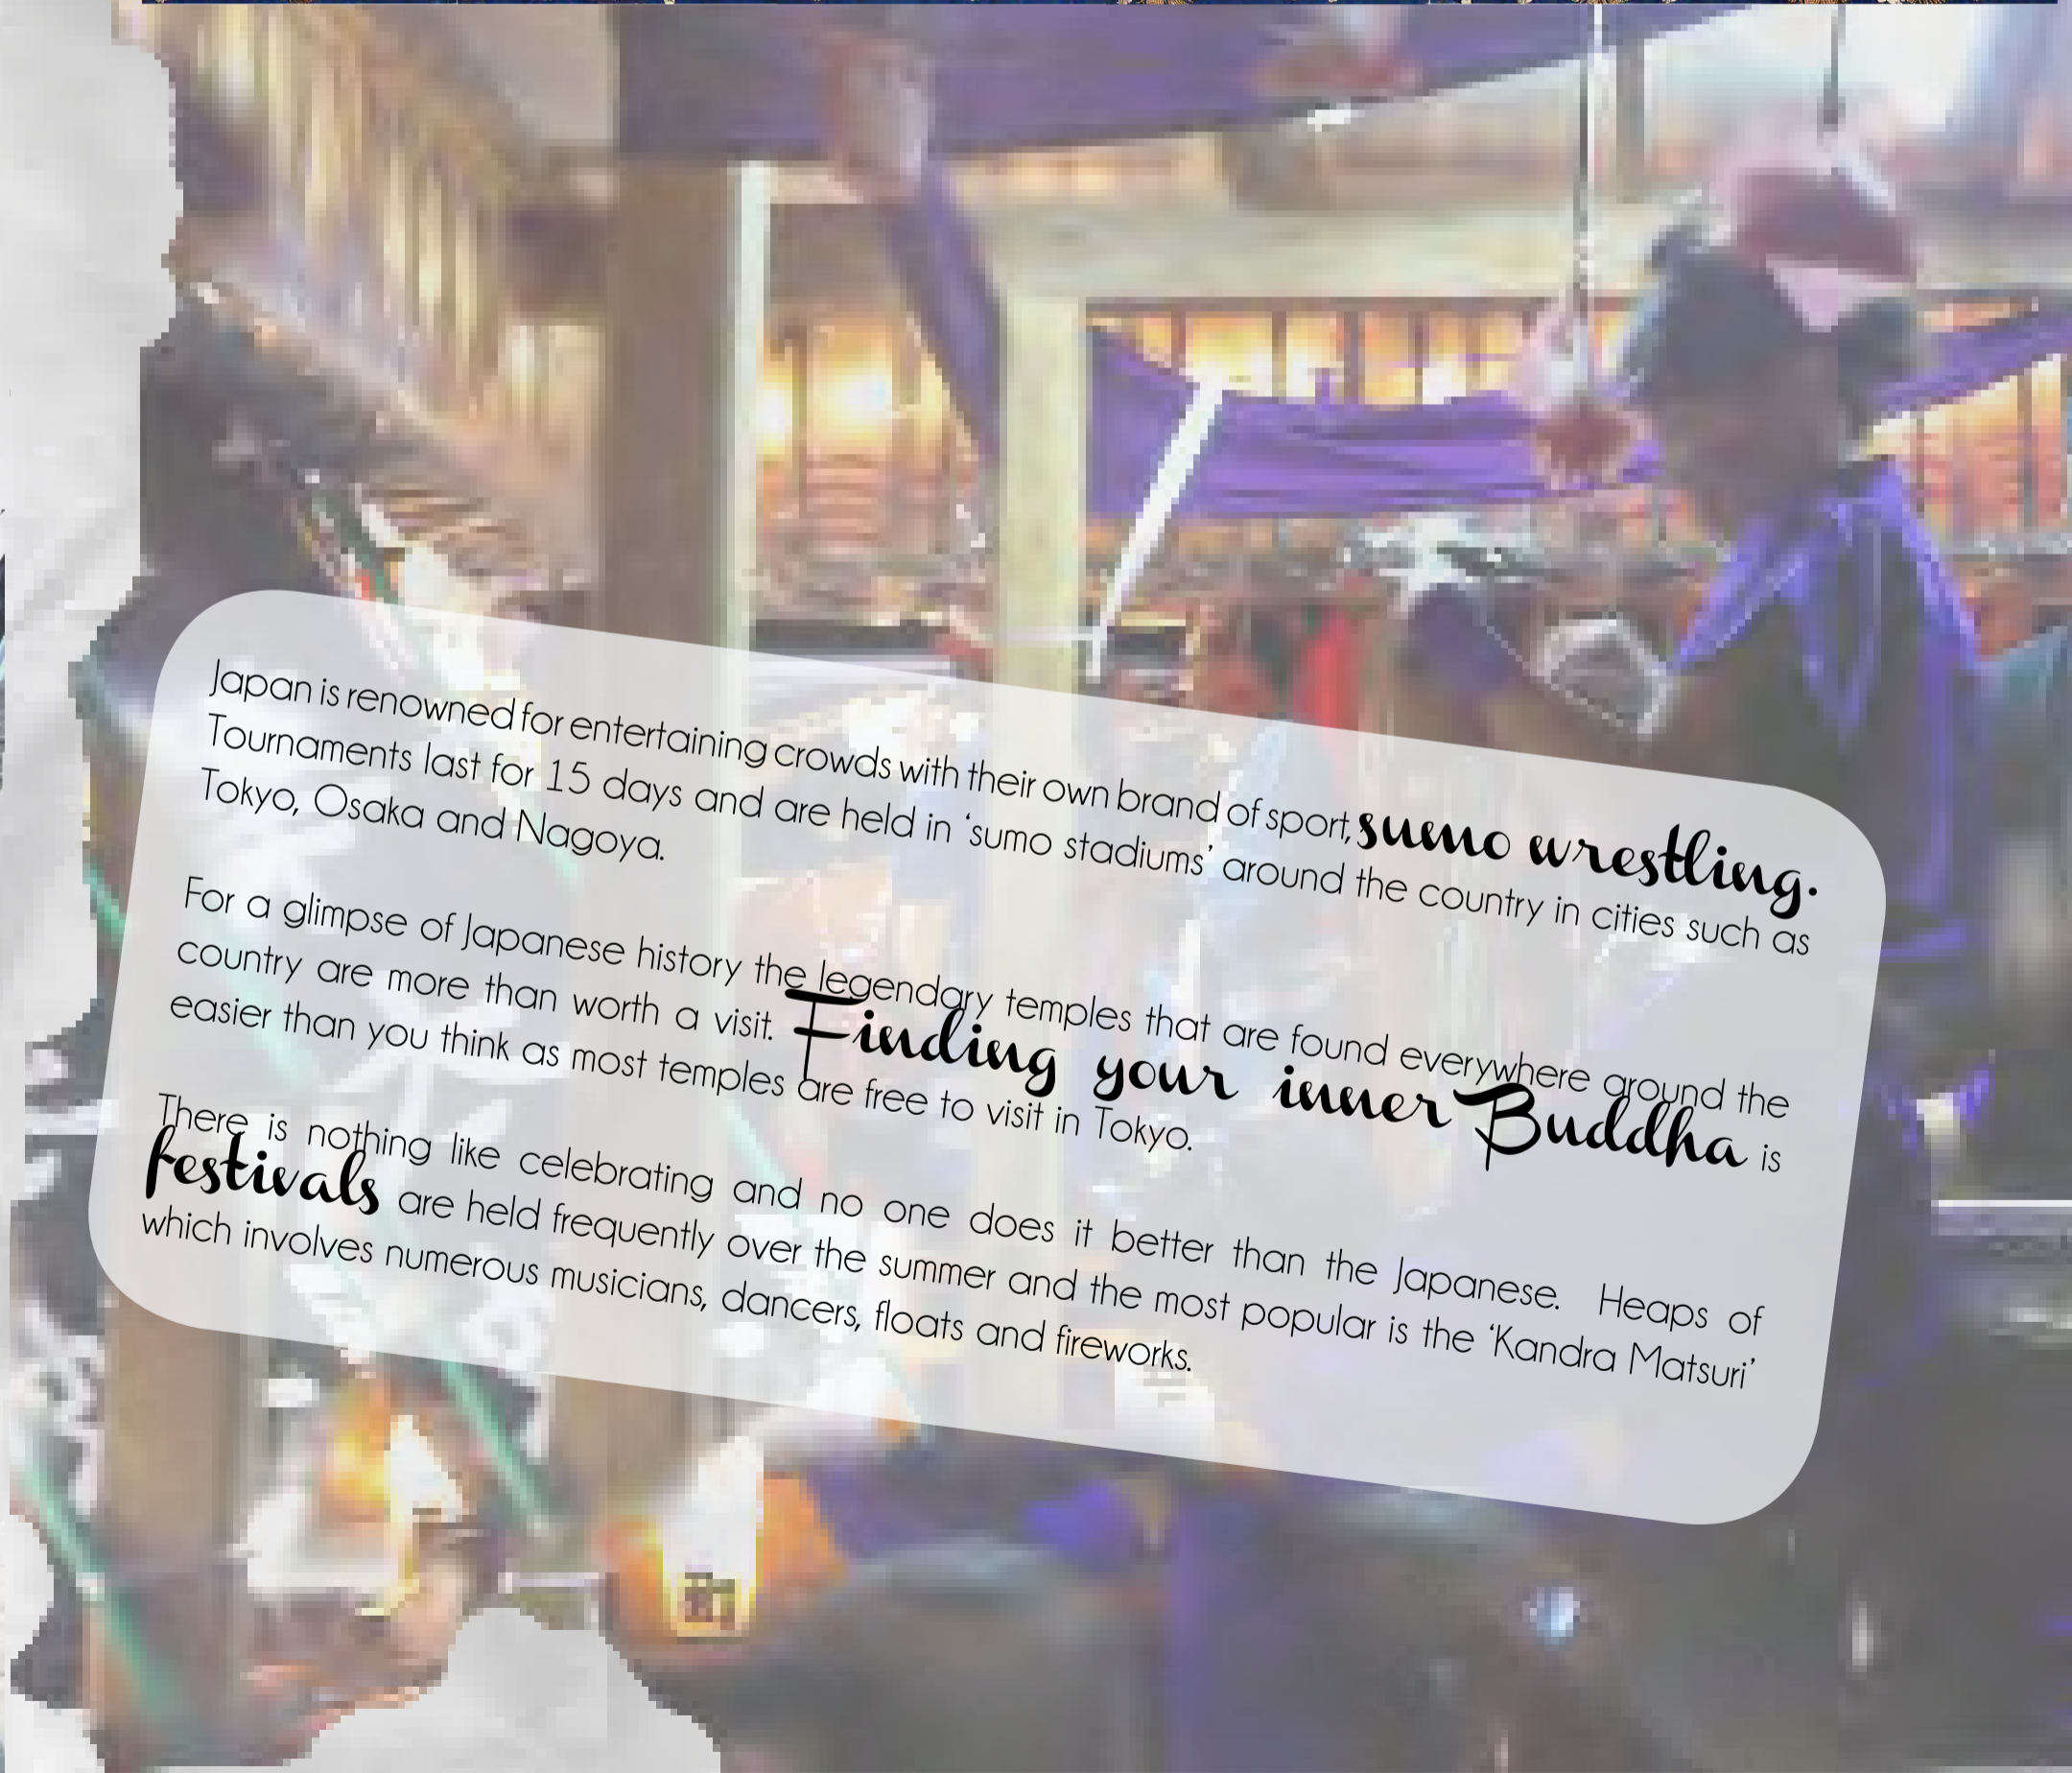 Japan is renowned for entertaining crowds with their own brand of sport, sumo wrestling.
Tournaments last for 15 days and are held in ‘sumo stadiums’ around the country in cities such as
Tokyo, Osaka and Nagoya.
For a glimpse of Japanese history the legendary temples that are found everywhere around the
country are more than worth a visit. Finding your inner Buddha is
easier than you think as most temples are free to visit in Tokyo.
There is nothing like celebrating and no one does it better than the Japanese. Heaps of
festivals are held frequently over the summer and the most popular is the ‘Kandra Matsuri’
which involves numerous musicians, dancers, floats and fireworks.